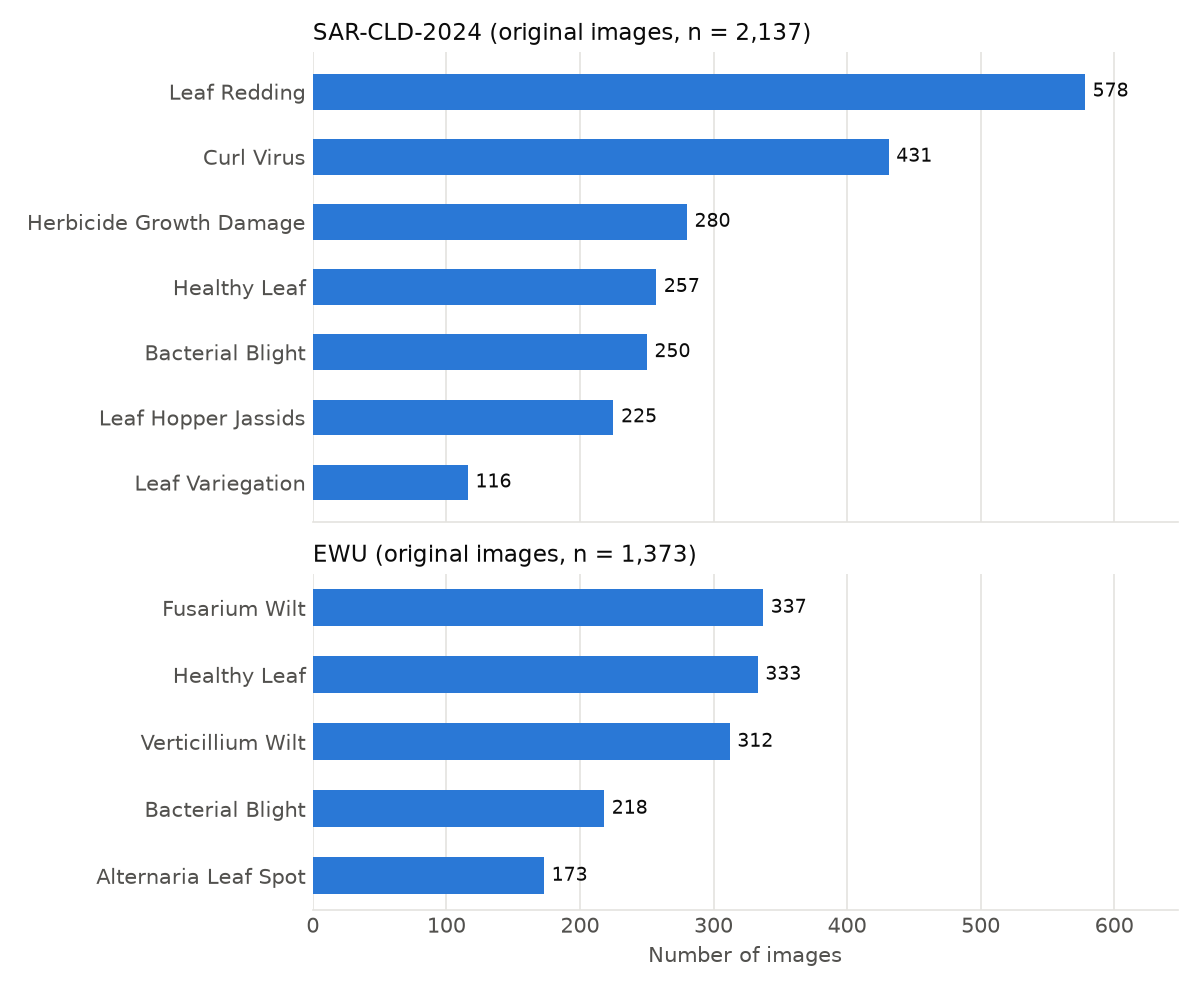 SAR-CLD-2024 (original images, n = 2,137)
Leaf Redding 578
Curl Virus 431
Herbicide Growth Damage 280
Healthy Leaf 257
Bacterial Blight 250
Leaf Hopper Jassids 225
Leaf Variegation 116
EWU (original images, n = 1,373)
Fusarium Wilt 337
Healthy Leaf 333
Verticillium Wilt 312
Bacterial Blight 218
Alternaria Leaf Spot 173
0 100 200 300 400 500 600
Number of images